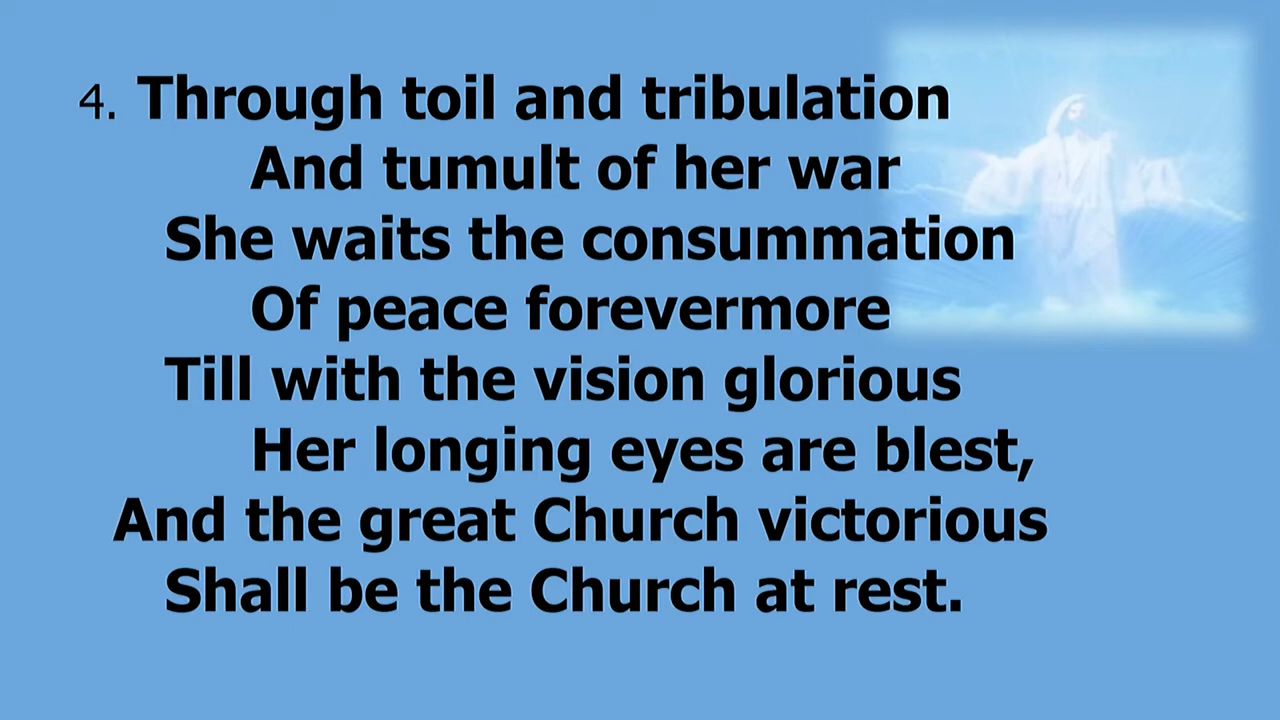 4. Through toil and tribulation
And tumult of her war
She waits the consummation
Of peace forevermore
Till with the vision glorious
Her longing eyes are blest,
And the great Church victorious
Shall be the Church at rest.